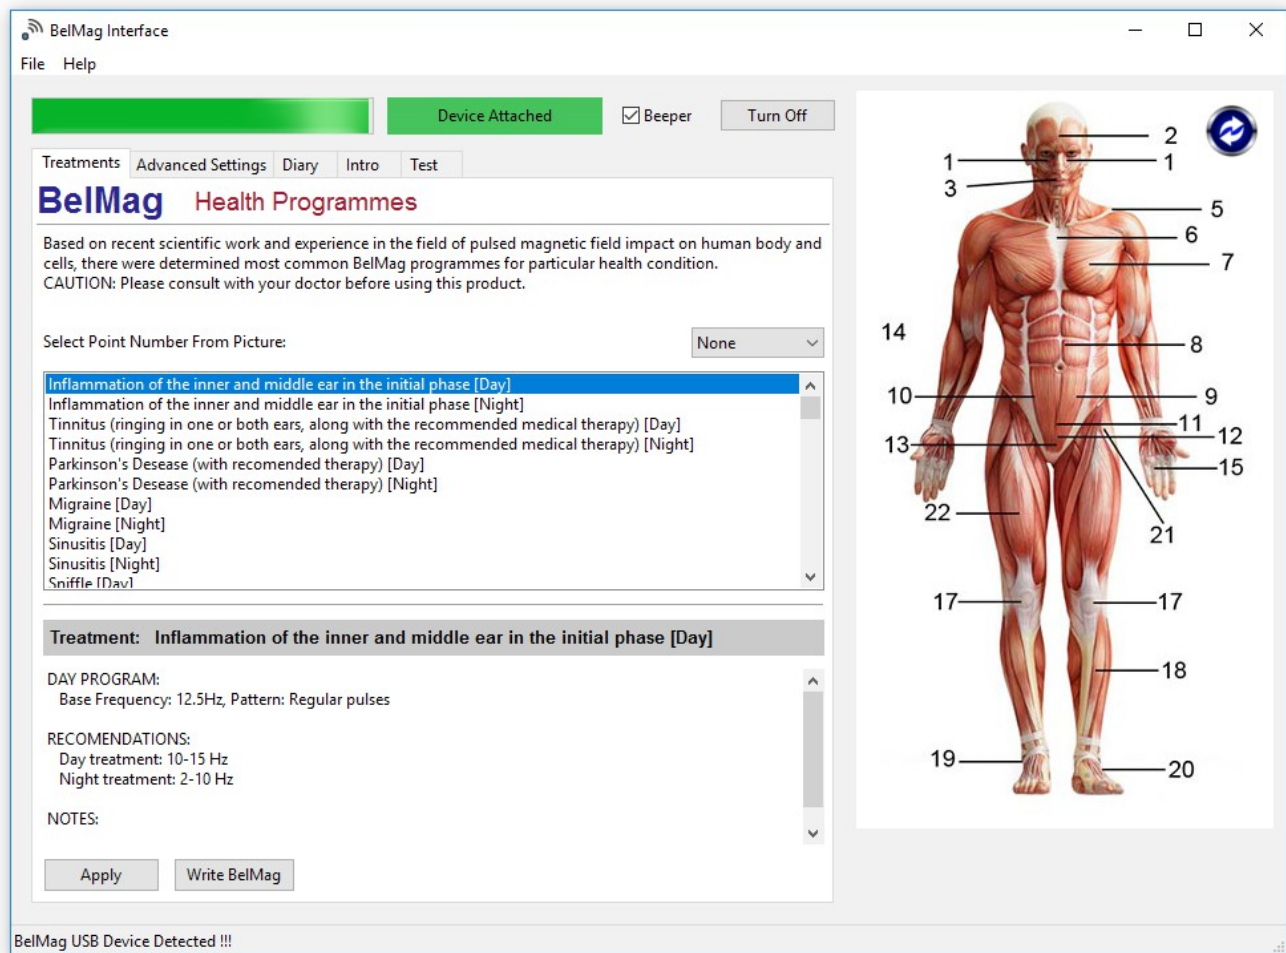 BelMag Interface
File Help
Device Attached
Beeper
Turn Off
Treatments Advanced Settings Diary Intro Test
BelMag Health Programmes
Based on recent scientific work and experience in the field of pulsed magnetic field impact on human body and
cells, there were determined most common BelMag programmes for particular health condition.
CAUTION: Please consult with your doctor before using this product.
Select Point Number From Picture:
None
Inflammation of the inner and middle ear in the initial phase [Day]
Inflammation of the inner and middle ear in the initial phase [Night]
Tinnitus (ringing in one or both ears, along with the recommended medical therapy) [Day]
Tinnitus (ringing in one or both ears, along with the recommended medical therapy) [Night]
Parkinson's Desease (with recomended therapy) [Day]
Parkinson's Desease (with recomended therapy) [Night]
Migraine [Day]
Migraine [Night]
Sinusitis [Day]
Sinusitis [Night]
Sniffle [Day]
Treatment: Inflammation of the inner and middle ear in the initial phase [Day]
DAY PROGRAM:
Base Frequency: 12.5Hz, Pattern: Regular pulses
RECOMENDATIONS:
Day treatment: 10-15 Hz
Night treatment: 2-10 Hz
NOTES:
Apply
Write BelMag
2
1 1
3
5
6
7
14
8
10 9
11
13 12
15
22
21
17 17
18
19
20
BelMag USB Device Detected !!!